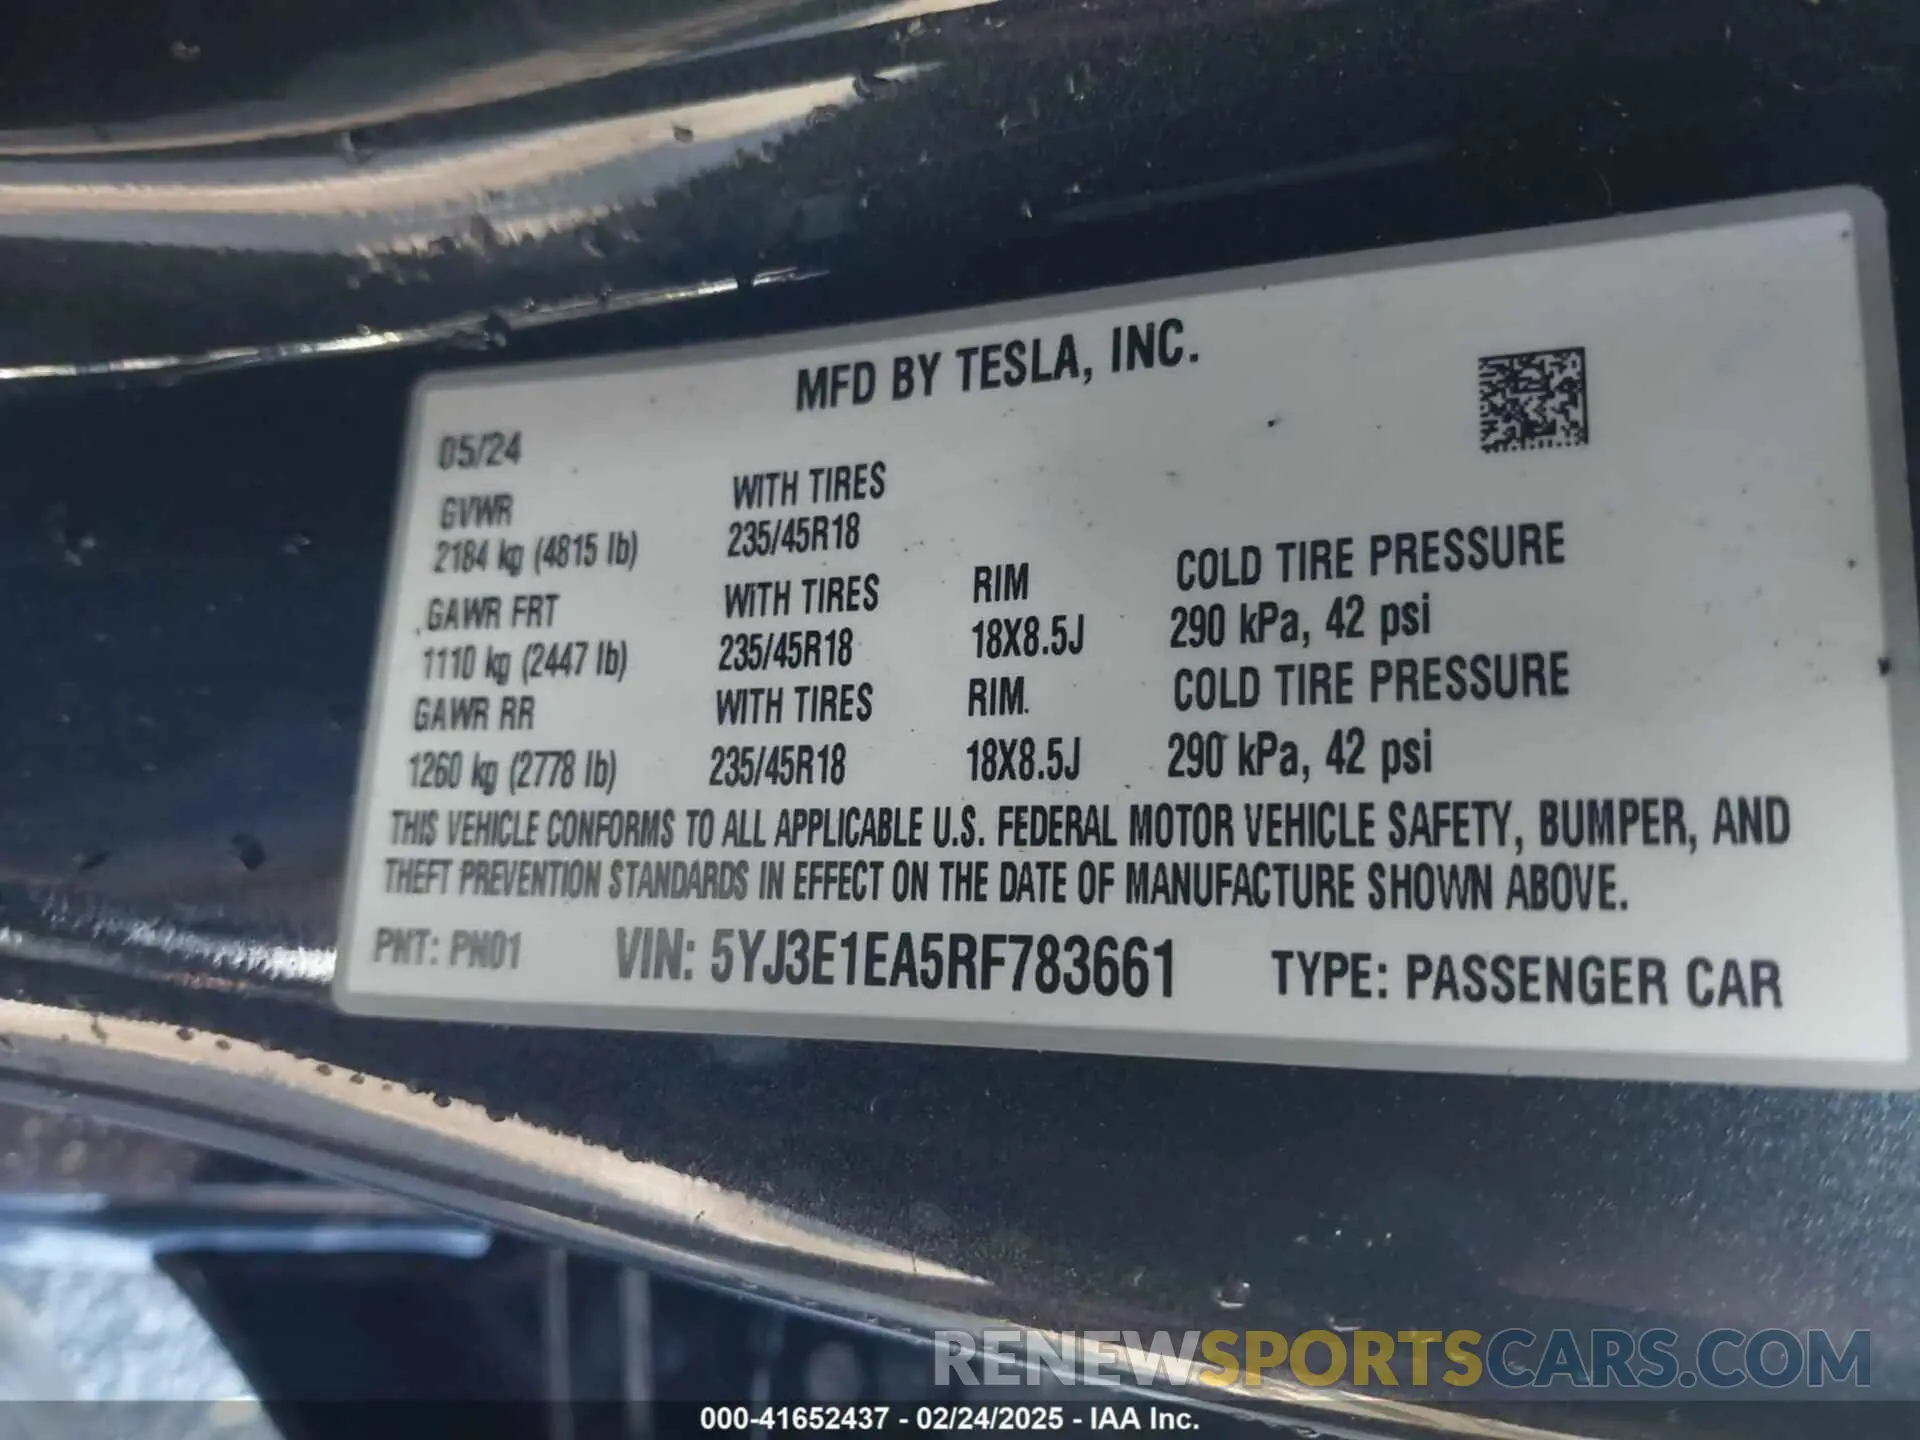 MFD BY TESLA, INC.
05/24
GVWR WITH TIRES
2184 kg (4815 lb) 235/45R18
GAWR FRT WITH TIRES RIM COLD TIRE PRESSURE
1110 kg (2447 lb) 235/45R18 18X8.5J 290 kPa, 42 psi
GAWR RR WITH TIRES RIM COLD TIRE PRESSURE
1260 kg (2778 lb) 235/45R18 18X8.5J 290 kPa, 42 psi
THIS VEHICLE CONFORMS TO ALL APPLICABLE U.S. FEDERAL MOTOR VEHICLE SAFETY, BUMPER, AND
THEFT PREVENTION STANDARDS IN EFFECT ON THE DATE OF MANUFACTURE SHOWN ABOVE.
PNT: PN01 VIN: 5YJ3E1EA5RF783661 TYPE: PASSENGER CAR
RENEWSPORTSCARS.COM
000-41652437 - 02/24/2025 - IAA Inc.